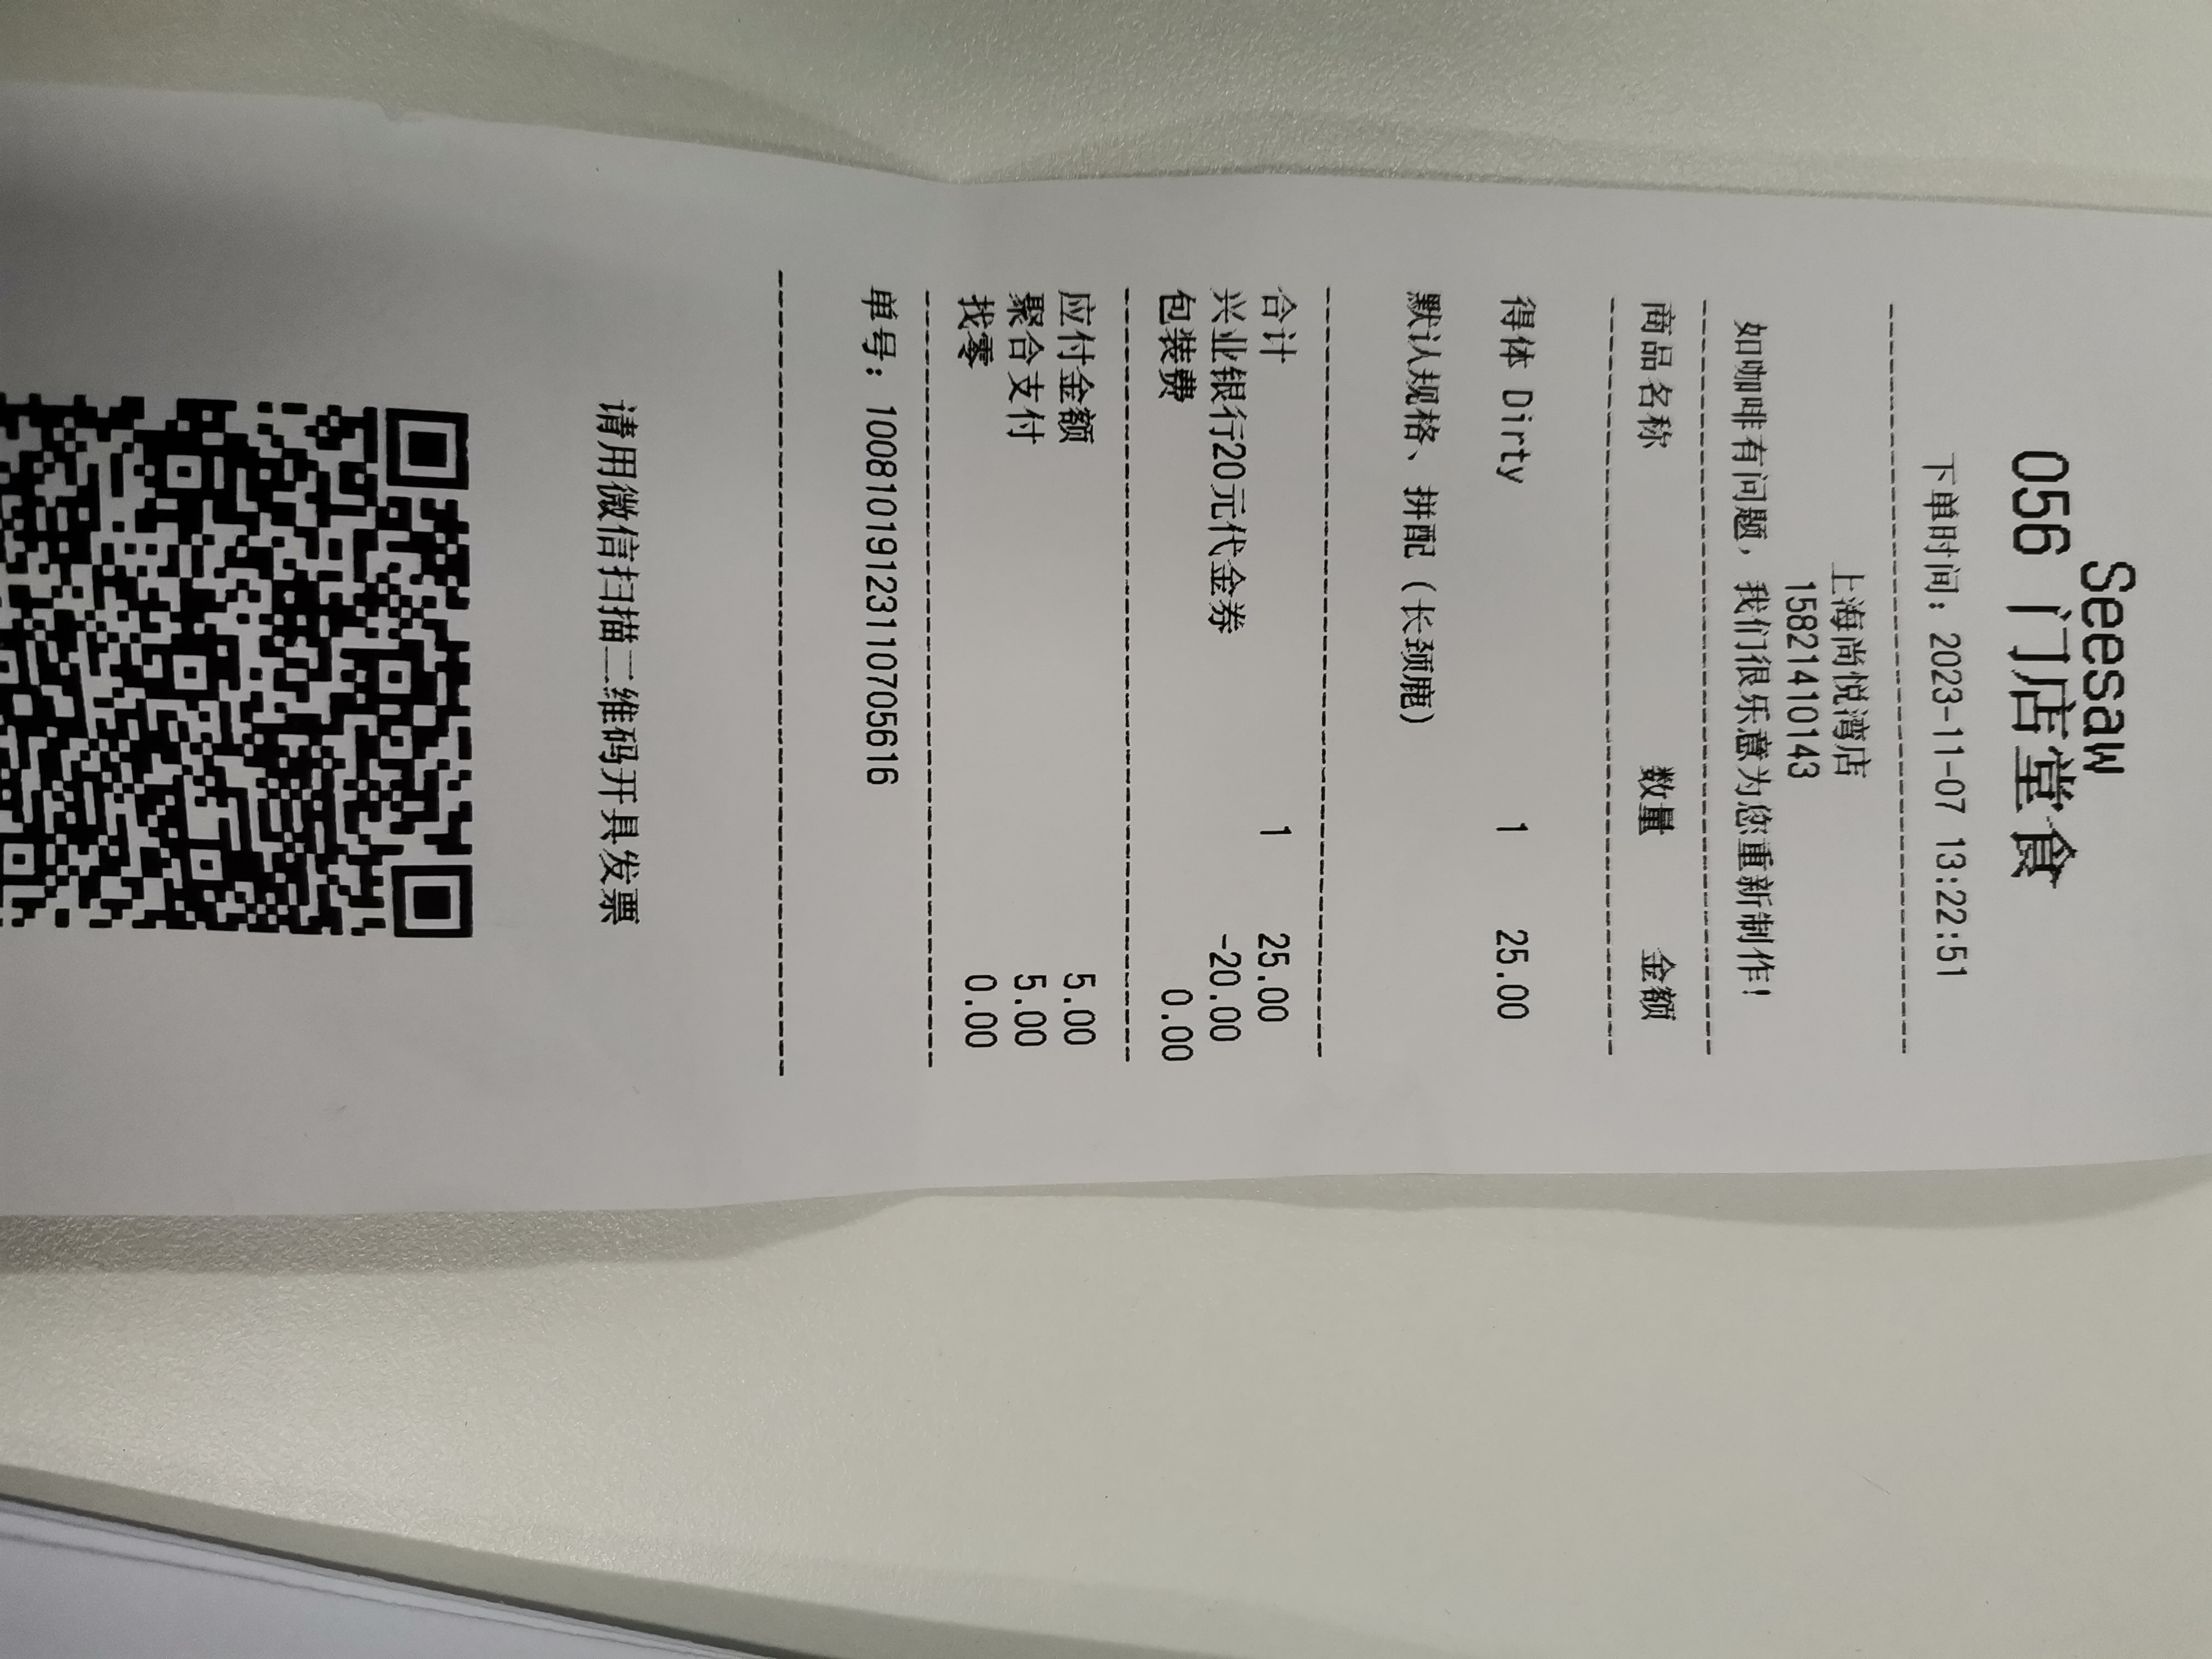 Seesaw
056 门店堂食
下单时间: 2023-11-07 13:22:51
上海尚悦湾店
15821410143
如咖啡有问题, 我们很乐意为您重新制作!
商品名称 数量 金额
得体 Dirty 1 25.00
默认规格、拼配（长颈鹿）
合计 1 25.00
兴业银行20元代金券 -20.00
包装费 0.00
应付金额 5.00
聚合支付 5.00
找零 0.00
单号: 10081019123110705616
请用微信扫描二维码开具发票